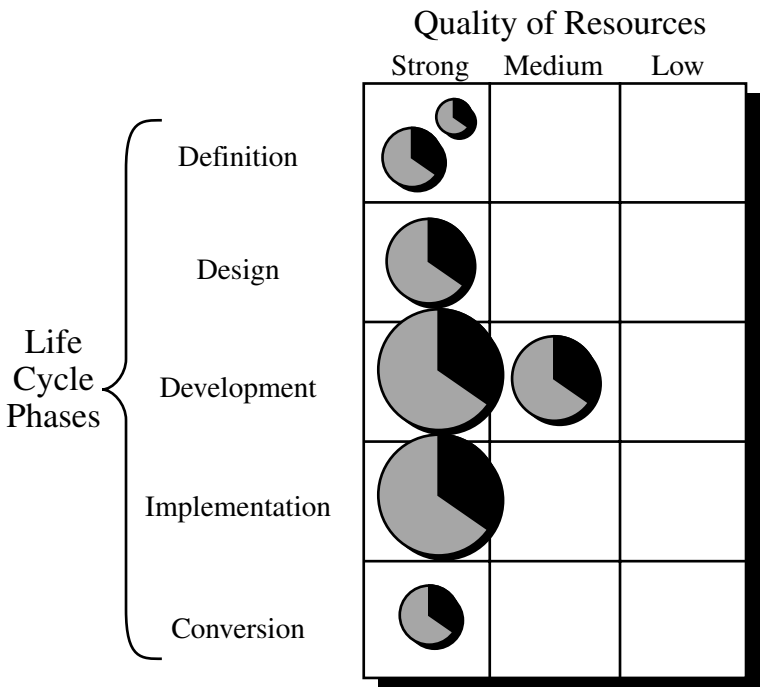 Quality of Resources
Strong Medium Low
Definition
Design
Life
Cycle
Phases
Development
Implementation
Conversion